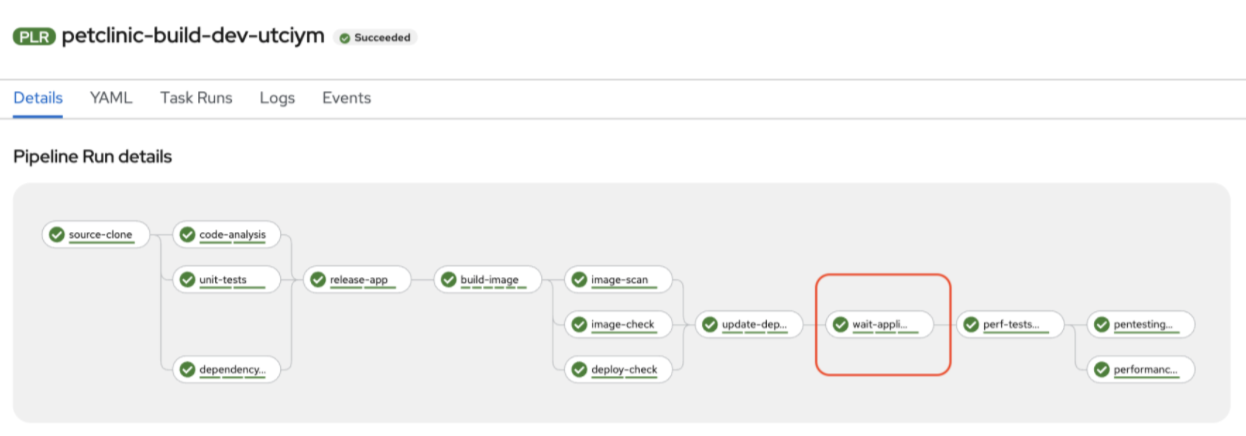 PLR petclinic-build-dev-utciym Succeeded
Details YAML Task Runs Logs Events
Pipeline Run details
source-clone code-analysis
unit-tests release-app build-image image-scan
image-check update-dep... wait-appli... perf-tests... pentesting...
dependency... deploy-check performanc...